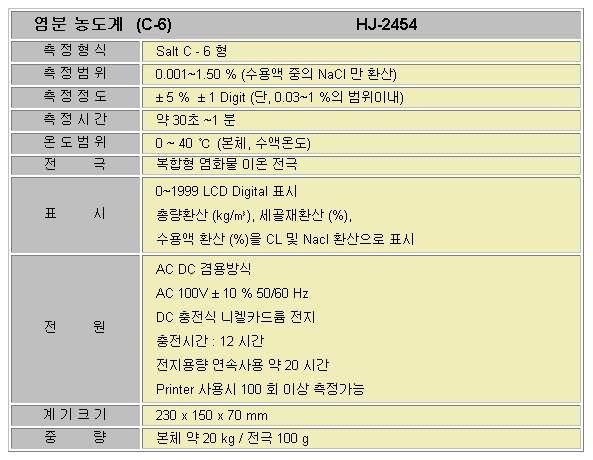 염분 농도계 (C-6) HJ-2454
측정형식 Salt C - 6 형
측정범위 0.001~1.50 % (수용액 중의 NaCl 만 환산)
측정정도 ± 5 % ± 1 Digit (단, 0.03~1 %의 범위이내)
측정시간 약 30초 ~1 분
온도범위 0 ~ 40 ℃ (본체, 수액온도)
전 극 복합형 염화물 이온 전극
표 시 0~1999 LCD Digital 표시
총량환산 (kg/㎥), 세골재환산 (%),
수용액 환산 (%)을 CL 및 Nacl 환산으로 표시
전 원 AC DC 겸용방식
AC 100V ± 10 % 50/60 Hz
DC 충전식 니켈카드륨 전지
충전시간 : 12 시간
전지용량 연속사용 약 20 시간
Printer 사용시 100 회 이상 측정가능
계기크기 230 x 150 x 70 mm
중 량 본체 약 20 kg / 전극 100 g